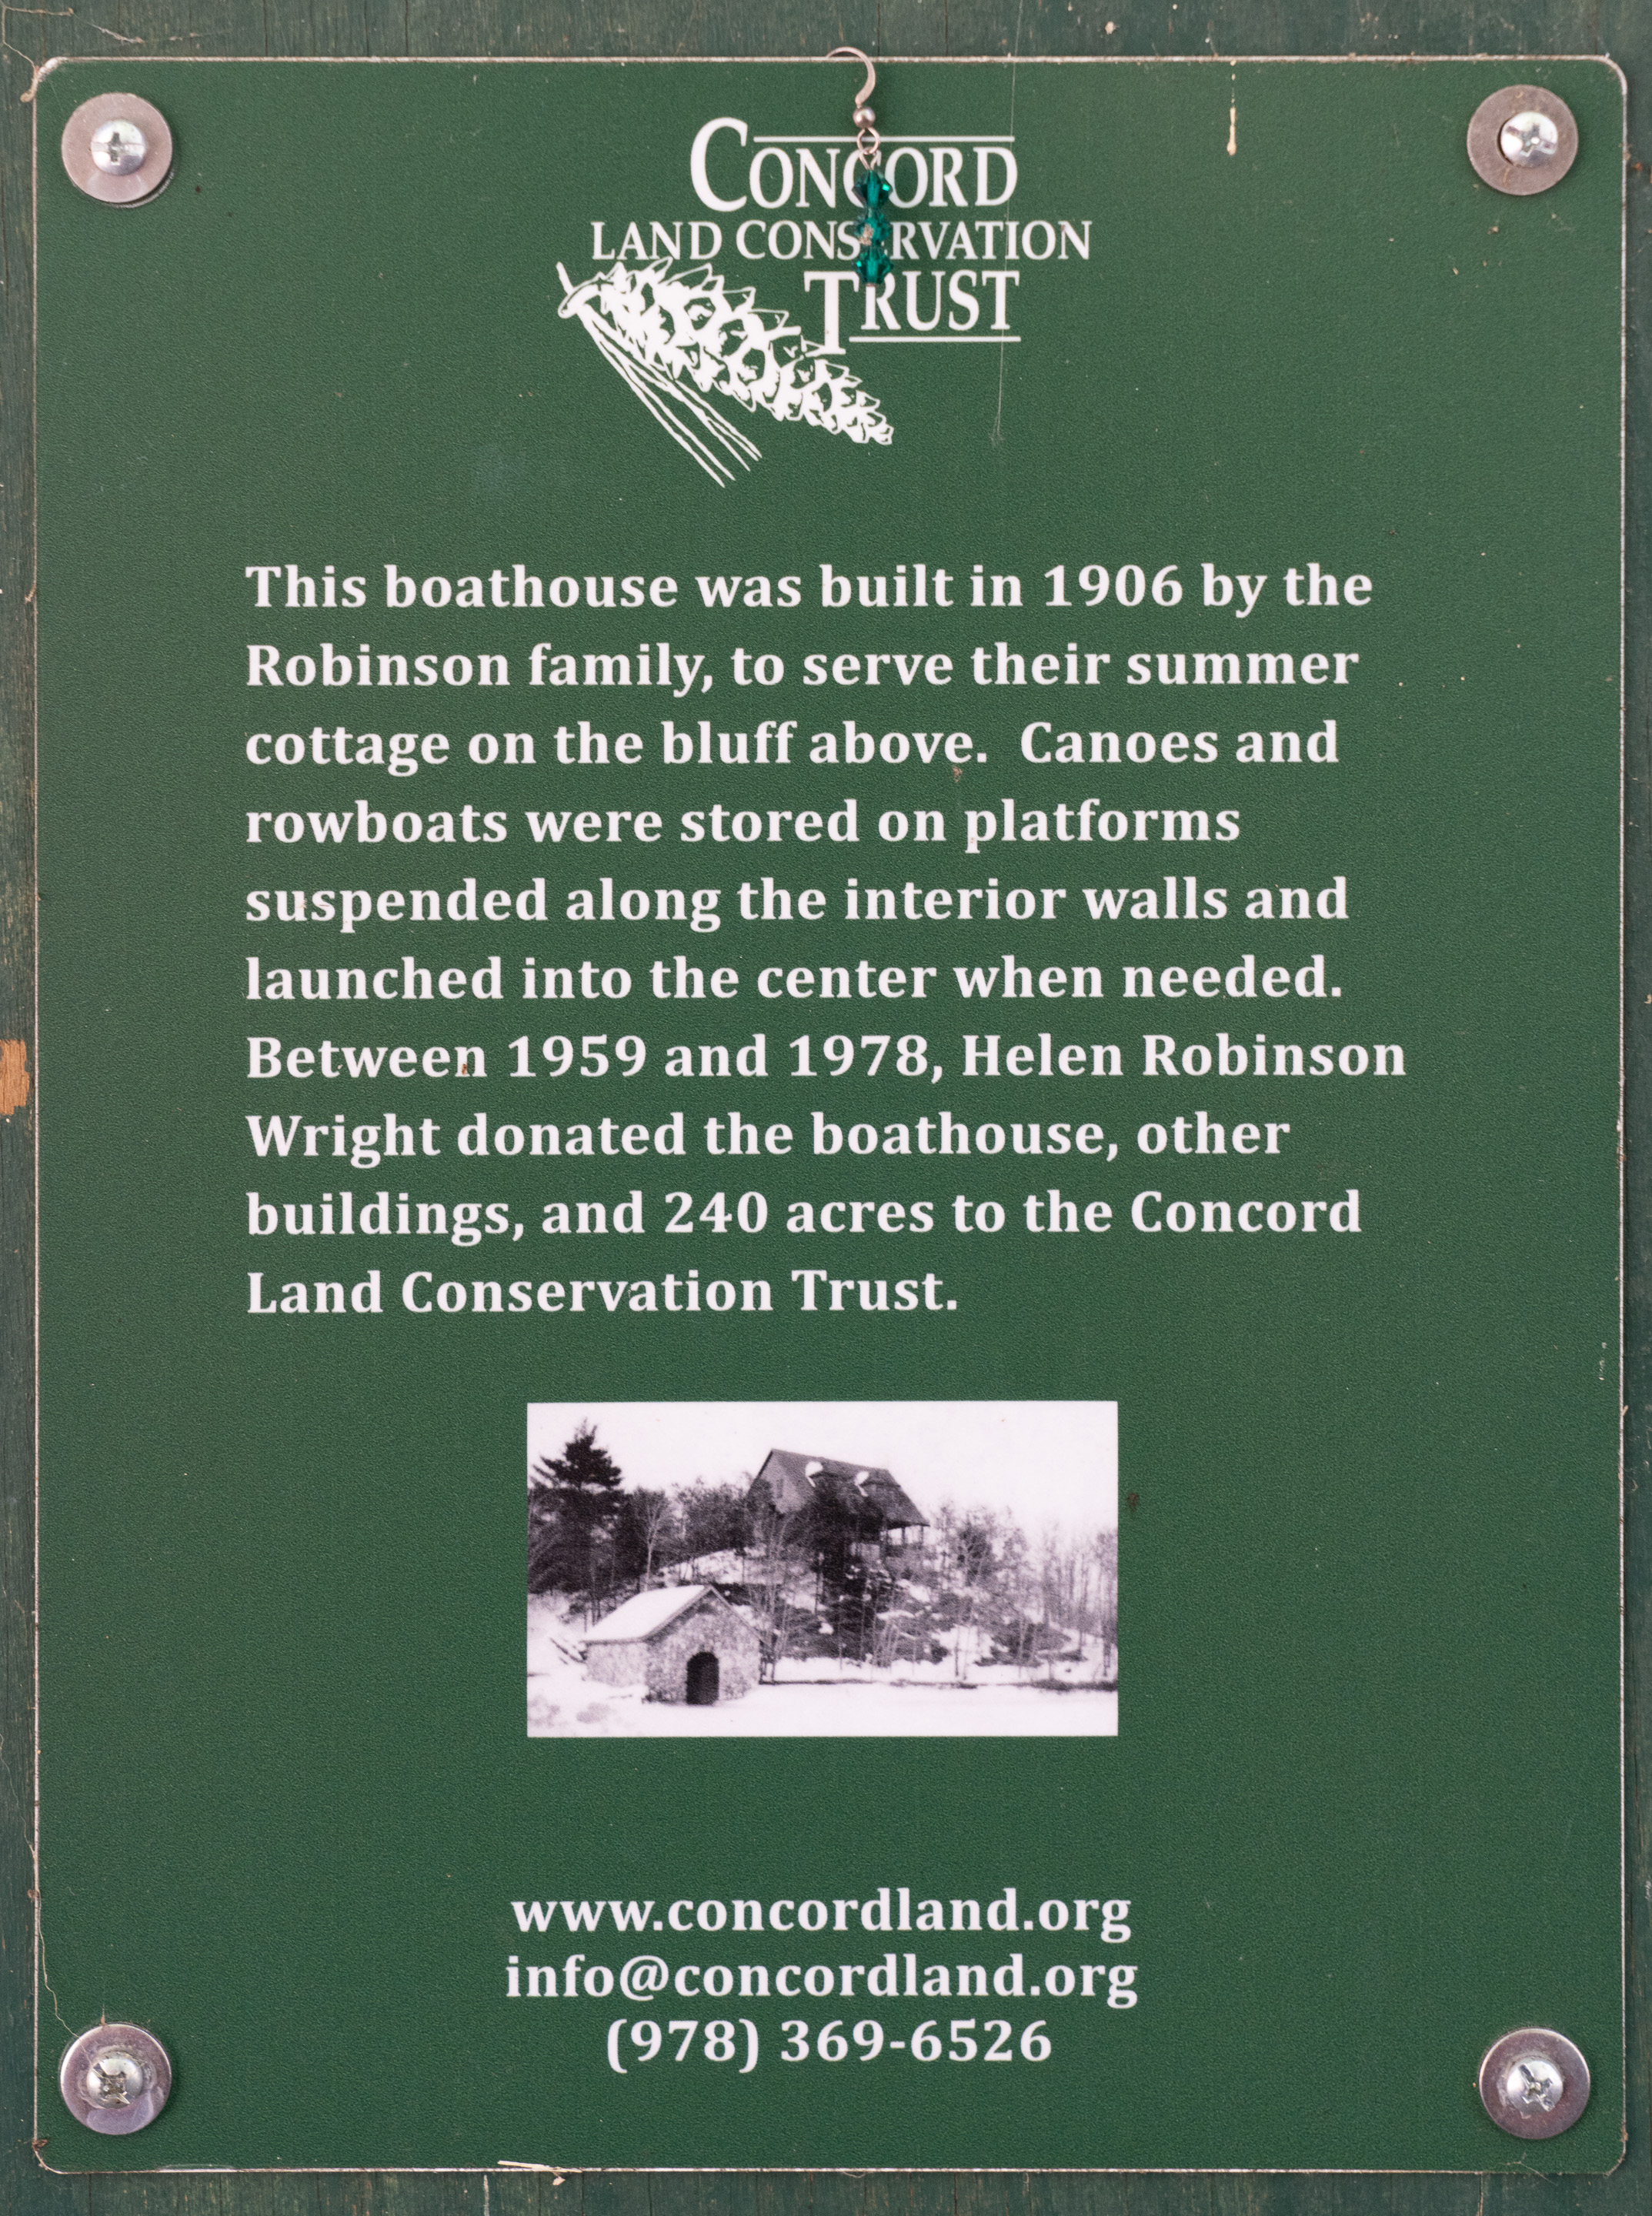 CONCORD
LAND CONSERVATION
TRUST
This boathouse was built in 1906 by the
Robinson family, to serve their summer
cottage on the bluff above.  Canoes and
rowboats were stored on platforms
suspended along the interior walls and
launched into the center when needed.
Between 1959 and 1978, Helen Robinson
Wright donated the boathouse, other
buildings, and 240 acres to the Concord
Land Conservation Trust.
www.concordland.org
info@concordland.org
(978) 369-6526